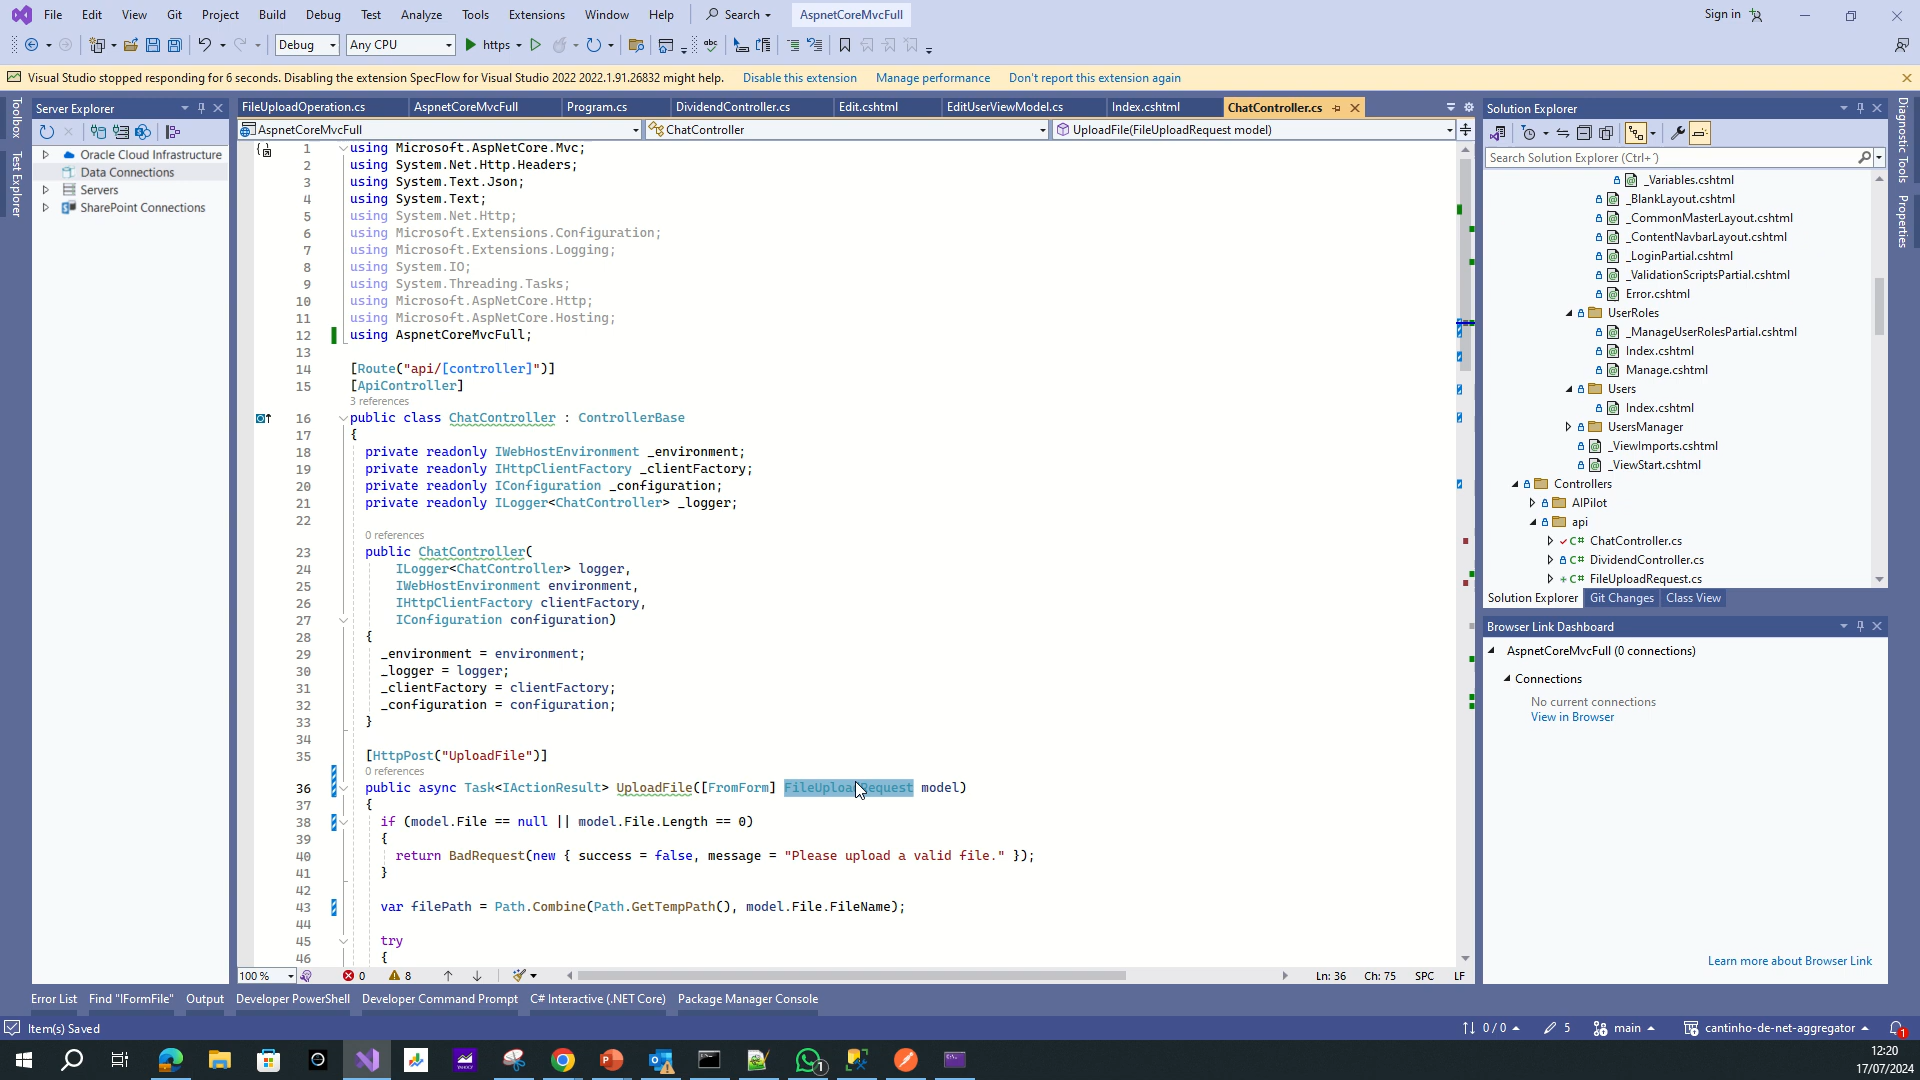 File Edit View Git Project Build Debug Test Analyze Tools Extensions Window Help Search AspnetCoreMvcFull Sign in
Debug Any CPU https
Visual Studio stopped responding for 6 seconds. Disabling the extension SpecFlow for Visual Studio 2022 2022.1.91.26832 might help. Disable this extension Manage performance Don't report this extension again
Toolbox
Test Explorer
Server Explorer
Oracle Cloud Infrastructure
Data Connections
Servers
SharePoint Connections
FileUploadOperation.cs AspnetCoreMvcFull Program.cs DividendController.cs Edit.cshtml EditUserViewModel.cs Index.cshtml ChatController.cs
AspnetCoreMvcFull ChatController UploadFile(FileUploadRequest model)
1 using Microsoft.AspNetCore.Mvc;
2 using System.Net.Http.Headers;
3 using System.Text.Json;
4 using System.Text;
5 using System.Net.Http;
6 using Microsoft.Extensions.Configuration;
7 using Microsoft.Extensions.Logging;
8 using System.IO;
9 using System.Threading.Tasks;
10 using Microsoft.AspNetCore.Http;
11 using Microsoft.AspNetCore.Hosting;
12 using AspnetCoreMvcFull;
13
14 [Route("api/[controller]")]
15 [ApiController]
3 references
16 public class ChatController : ControllerBase
17 {
18 private readonly IWebHostEnvironment _environment;
19 private readonly IHttpClientFactory _clientFactory;
20 private readonly IConfiguration _configuration;
21 private readonly ILogger<ChatController> _logger;
22
0 references
23 public ChatController(
24 ILogger<ChatController> logger,
25 IWebHostEnvironment environment,
26 IHttpClientFactory clientFactory,
27 IConfiguration configuration)
28 {
29 _environment = environment;
30 _logger = logger;
31 _clientFactory = clientFactory;
32 _configuration = configuration;
33 }
34
35 [HttpPost("UploadFile")]
0 references
36 public async Task<IActionResult> UploadFile([FromForm] FileUploadRequest model)
37 {
38 if (model.File == null || model.File.Length == 0)
39 {
40 return BadRequest(new { success = false, message = "Please upload a valid file." });
41 }
42
43 var filePath = Path.Combine(Path.GetTempPath(), model.File.FileName);
44
45 try
46 {
100 % 0 8 Ln: 36 Ch: 75 SPC LF
Solution Explorer
Search Solution Explorer (Ctrl+´)
_Variables.cshtml
_BlankLayout.cshtml
_CommonMasterLayout.cshtml
_ContentNavbarLayout.cshtml
_LoginPartial.cshtml
_ValidationScriptsPartial.cshtml
Error.cshtml
UserRoles
_ManageUserRolesPartial.cshtml
Index.cshtml
Manage.cshtml
Users
Index.cshtml
UsersManager
_ViewImports.cshtml
_ViewStart.cshtml
Controllers
AIPilot
api
C# ChatController.cs
C# DividendController.cs
C# FileUploadRequest.cs
Solution Explorer Git Changes Class View
Browser Link Dashboard
AspnetCoreMvcFull (0 connections)
Connections
No current connections
View in Browser
Learn more about Browser Link
Diagnostic Tools
Properties
Error List Find "IFormFile" Output Developer PowerShell Developer Command Prompt C# Interactive (.NET Core) Package Manager Console
Item(s) Saved 0 / 0 5 main cantinho-de-net-aggregator 1
12:20
17/07/2024